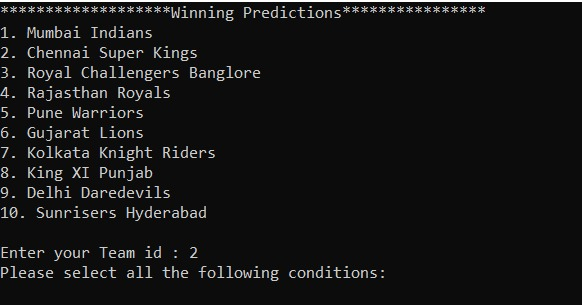 *******************Winning Predictions****************
1. Mumbai Indians
2. Chennai Super Kings
3. Royal Challengers Banglore
4. Rajasthan Royals
5. Pune Warriors
6. Gujarat Lions
7. Kolkata Knight Riders
8. King XI Punjab
9. Delhi Daredevils
10. Sunrisers Hyderabad
Enter your Team id : 2
Please select all the following conditions: